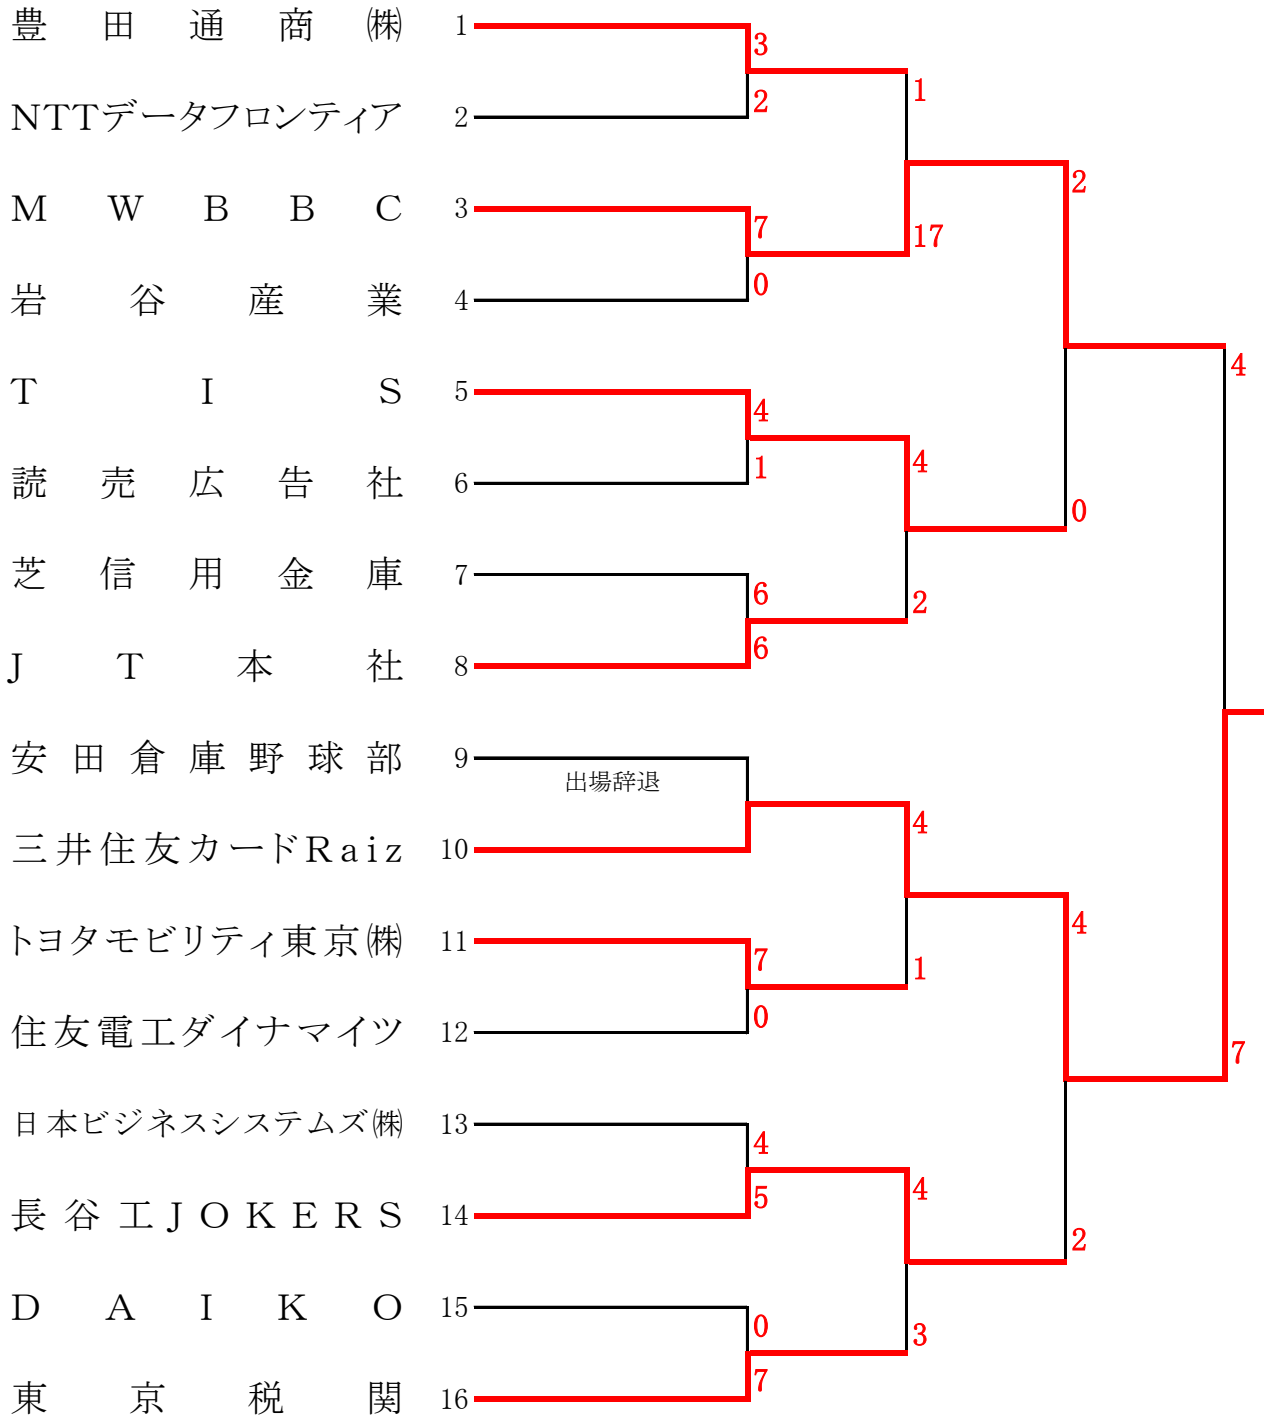 豊田通商㈱ 1
3
1
2
NTTデータフロンティア 2
2
MWBBC 3
7
17
0
岩谷産業 4
4
TIS 5
4
4
1
読売広告社 6
0
芝信用金庫 7
6
2
6
JT本社 8
安田倉庫野球部 9
出場辞退
4
三井住友カードRaiz 10
4
トヨタモビリティ東京㈱ 11
7
1
0
住友電工ダイナマイツ 12
7
日本ビジネスシステムズ㈱ 13
4
4
5
長谷工JOKERS 14
2
DAIKO 15
0
3
7
東京税関 16